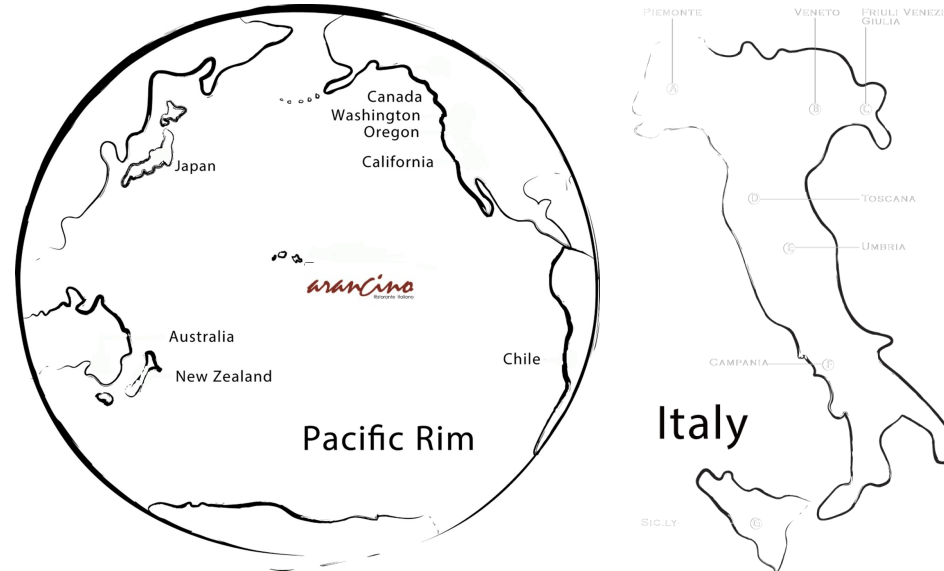 Canada
Washington
Oregon
California
Japan
arancino
Ristorante Italiano
Australia
New Zealand
Chile
Pacific Rim
PIEMONTE
VENETO
FRIULI VENEZI
GIULIA
A
B
C
D
TOSCANA
E
UMBRIA
CAMPANIA
F
Italy
SICILY
G